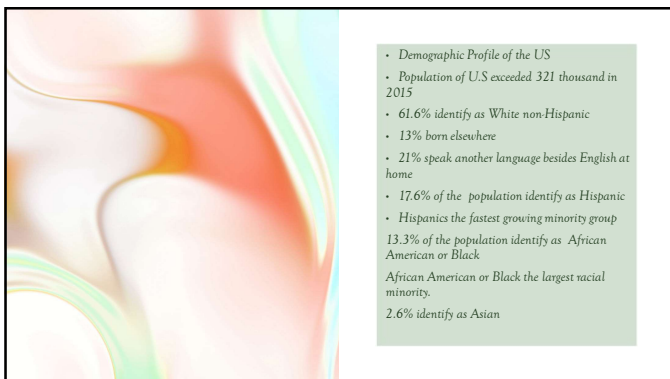 • Demographic Profile of the US
• Population of U.S exceeded 321 thousand in
2015
• 61.6% identify as White non-Hispanic
• 13% born elsewhere
• 21% speak another language besides English at
home
• 17.6% of the population identify as Hispanic
• Hispanics the fastest growing minority group
13.3% of the population identify as African
American or Black
African American or Black the largest racial
minority.
2.6% identify as Asian